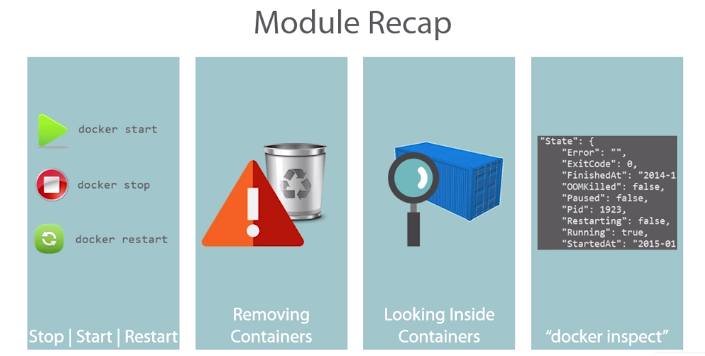 Module Recap
docker start
docker stop
docker restart
Stop | Start | Restart
Removing
Containers
Looking Inside
Containers
"State": {
"Error": "",
"ExitCode": 0,
"FinishedAt": "2014-1
"OOMKilled": false,
"Paused": false,
"Pid": 1923,
"Restarting": false,
"Running": true,
"StartedAt": "2015-01
“docker inspect”